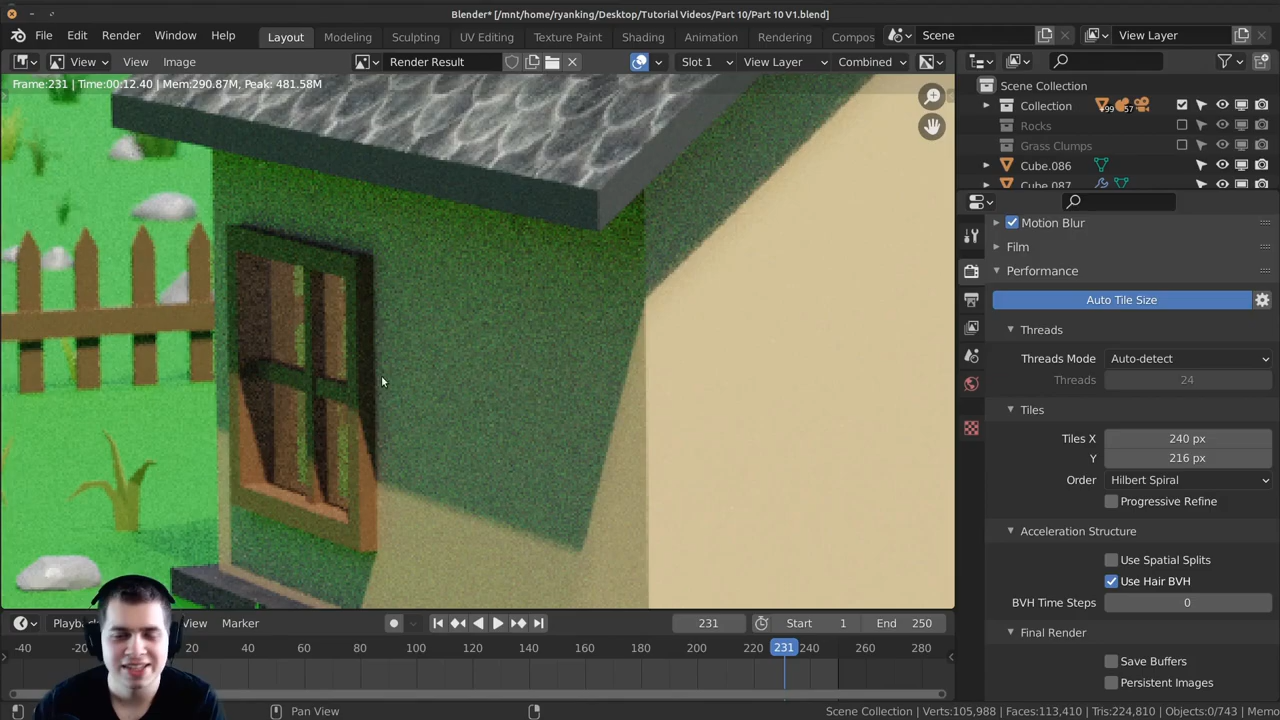 Blender* [/mnt/home/ryanking/Desktop/Tutorial Videos/Part 10/Part 10 V1.blend]
File Edit Render Window Help Layout Modeling Sculpting UV Editing Texture Paint Shading Animation Rendering Compos Scene View Layer
View View Image Render Result Slot 1 View Layer Combined
Frame:231 | Time:00:12.40 | Mem:290.87M, Peak: 481.58M
Scene Collection
Collection 99 57
Rocks
Grass Clumps
Cube.086
Cube.087
Motion Blur
Film
Performance
Auto Tile Size
Threads
Threads Mode Auto-detect
Threads 24
Tiles
Tiles X 240 px
Y 216 px
Order Hilbert Spiral
Progressive Refine
Acceleration Structure
Use Spatial Splits
Use Hair BVH
BVH Time Steps 0
Final Render
Save Buffers
Persistent Images
View Marker 231 Start 1 End 250
-40 20 40 60 80 100 120 140 160 180 200 220 231 240 260 280
Pan View
Scene Collection | Verts:105,988 | Faces:113,410 | Tris:224,810 | Objects:0/743 | Memo